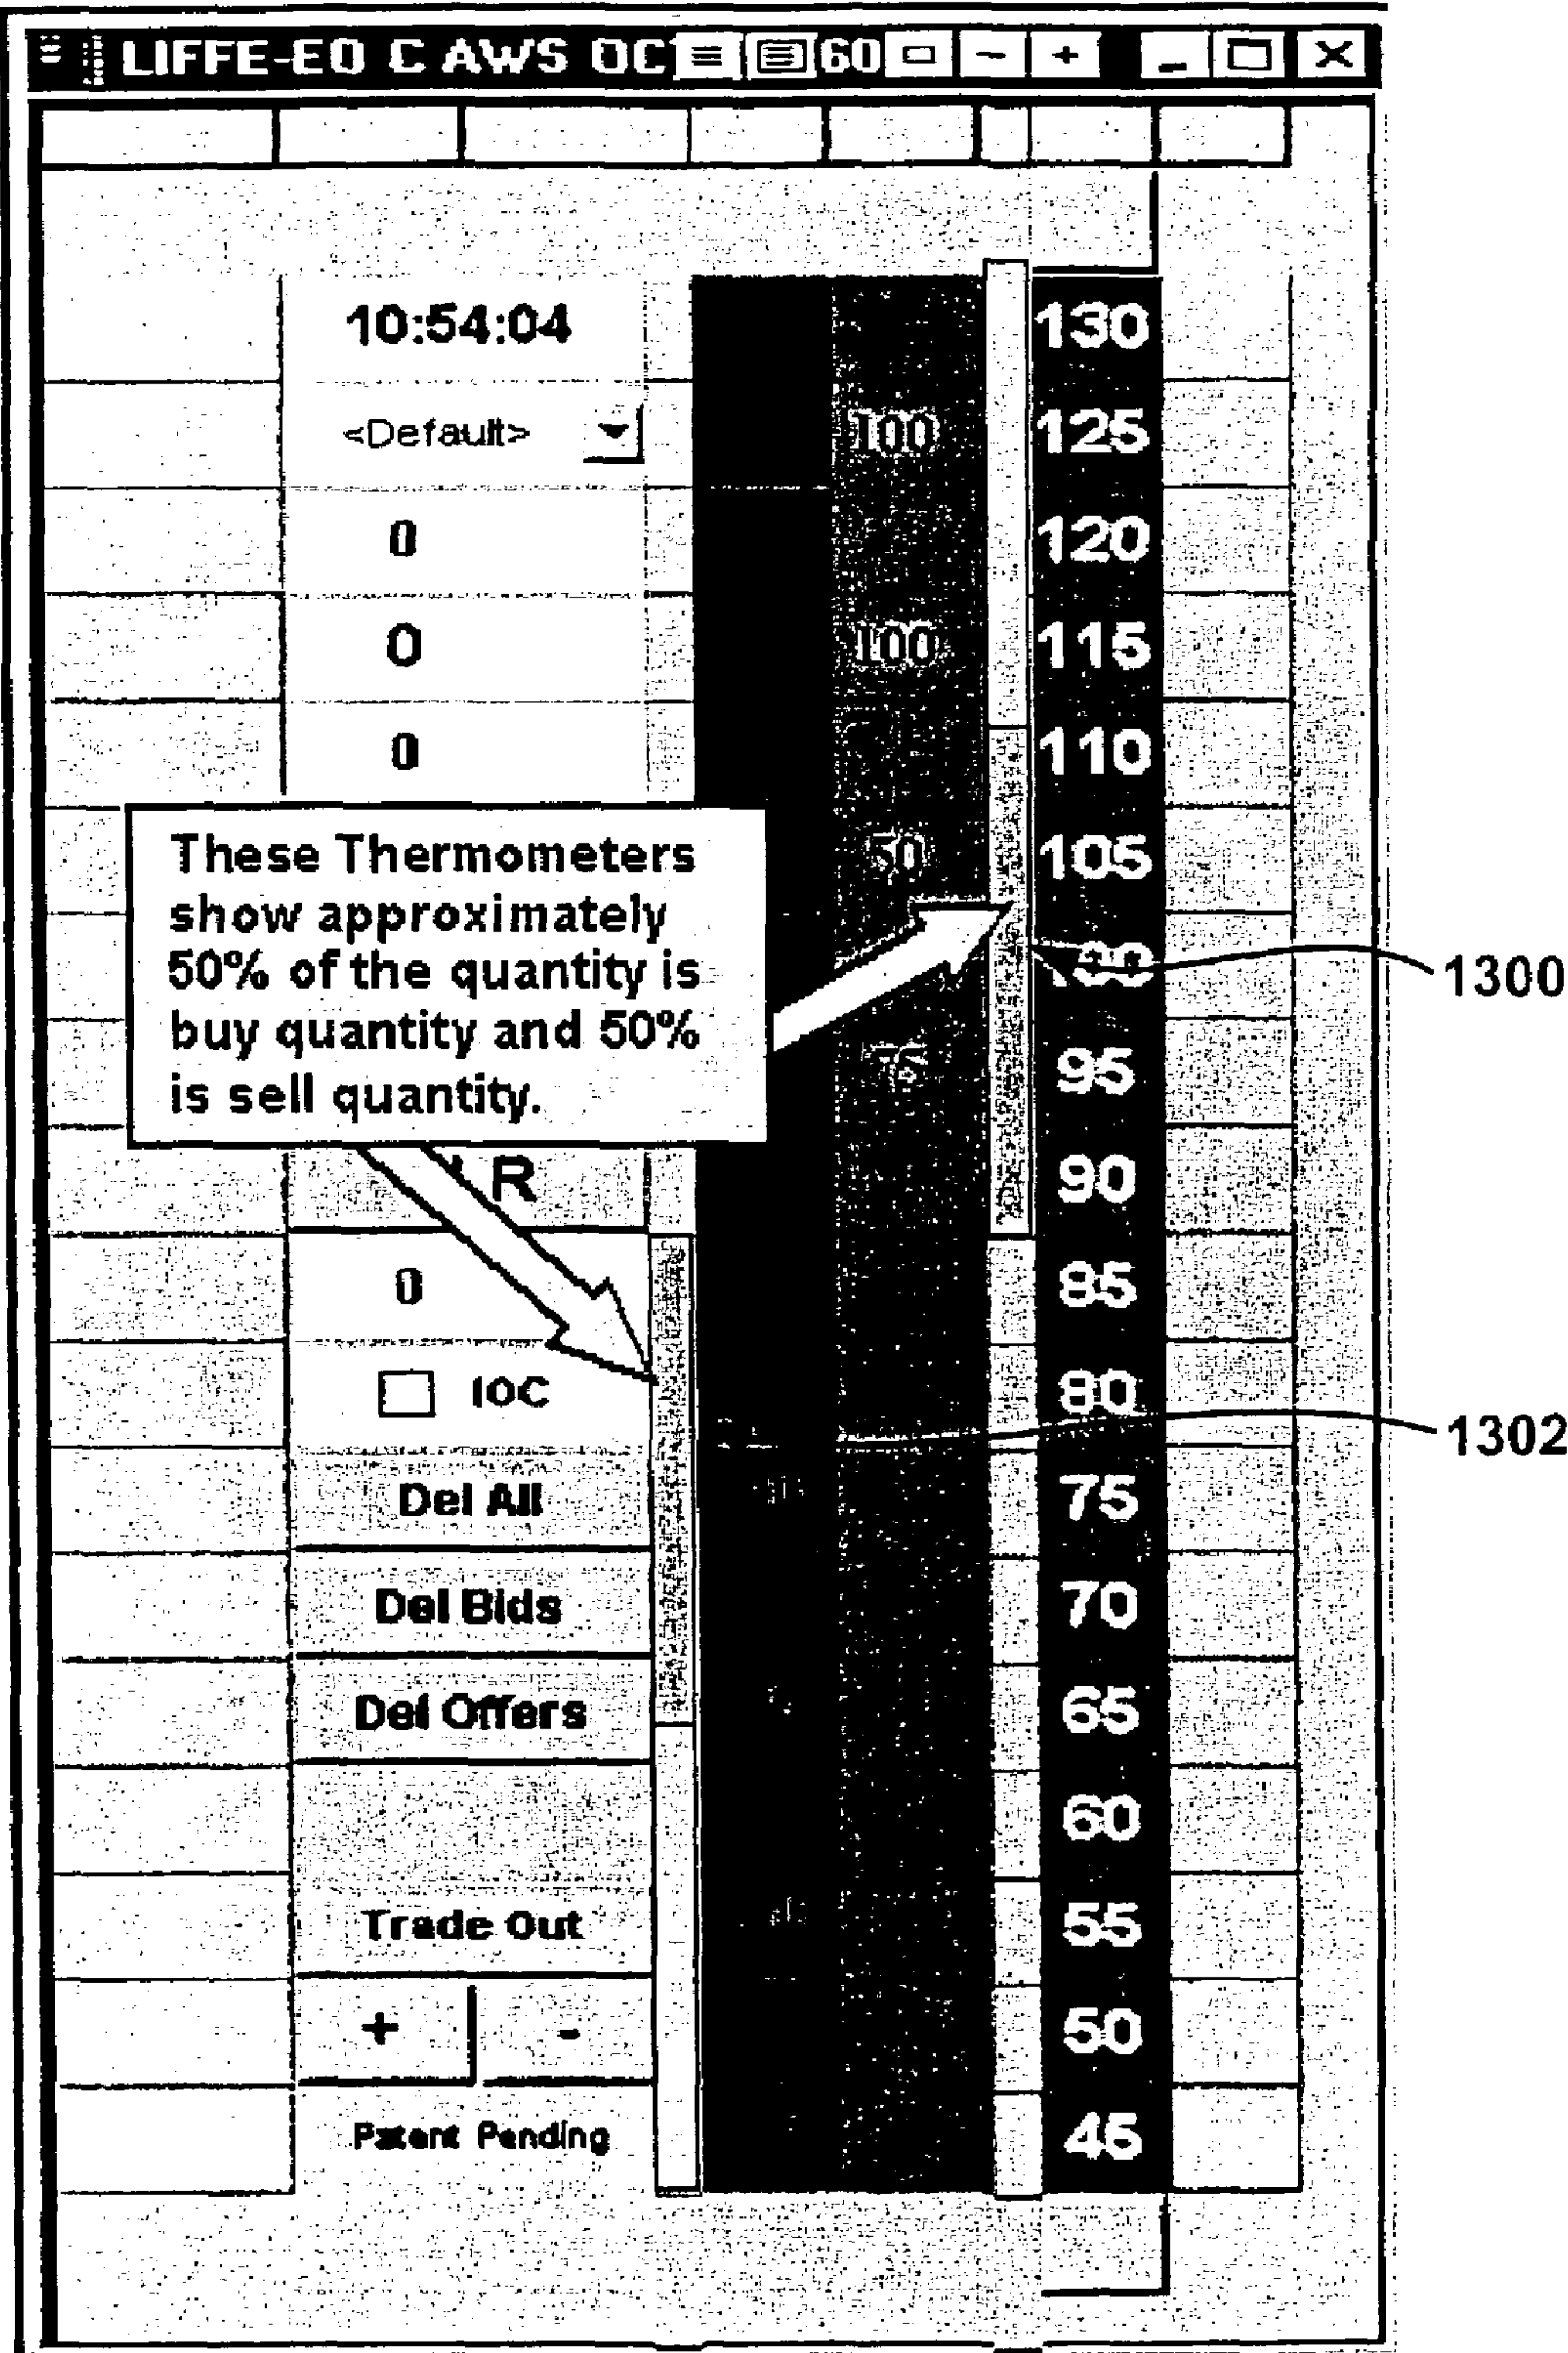 LIFFE-EO C AWS OC 60
10:54:04 130
<Default> 100 125
0 120
0 100 115
0 110
These Thermometers
show approximately
50% of the quantity is
buy quantity and 50%
is sell quantity.
50 105
1300
75 95
R 90
0 85
IOC 80
1302
Del All 75
Del Bids 70
Del Offers 65
60
Trade Out 55
+ - 50
Patent Pending 45